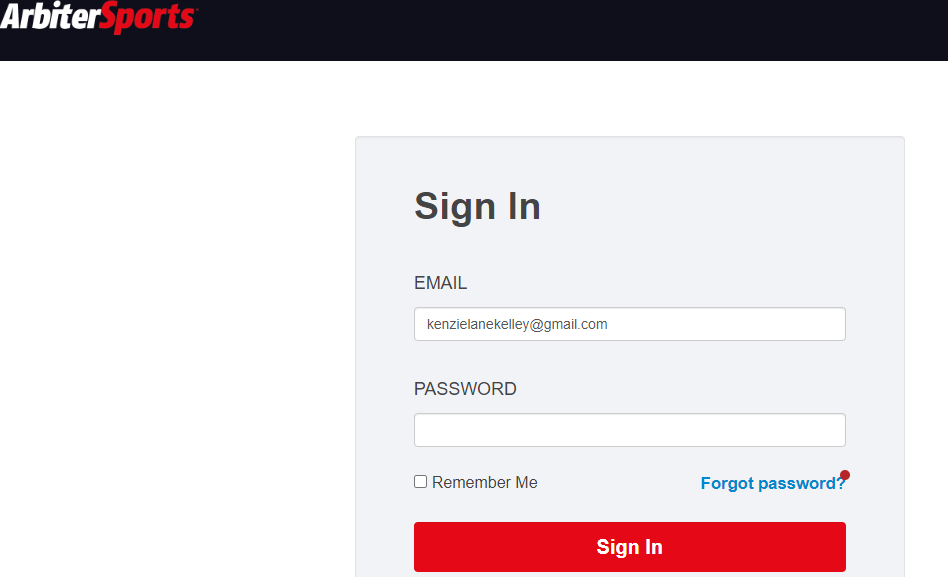 ArbiterSports
Sign In
EMAIL
kenzielanekelley@gmail.com
PASSWORD
Remember Me
Forgot password?
Sign In